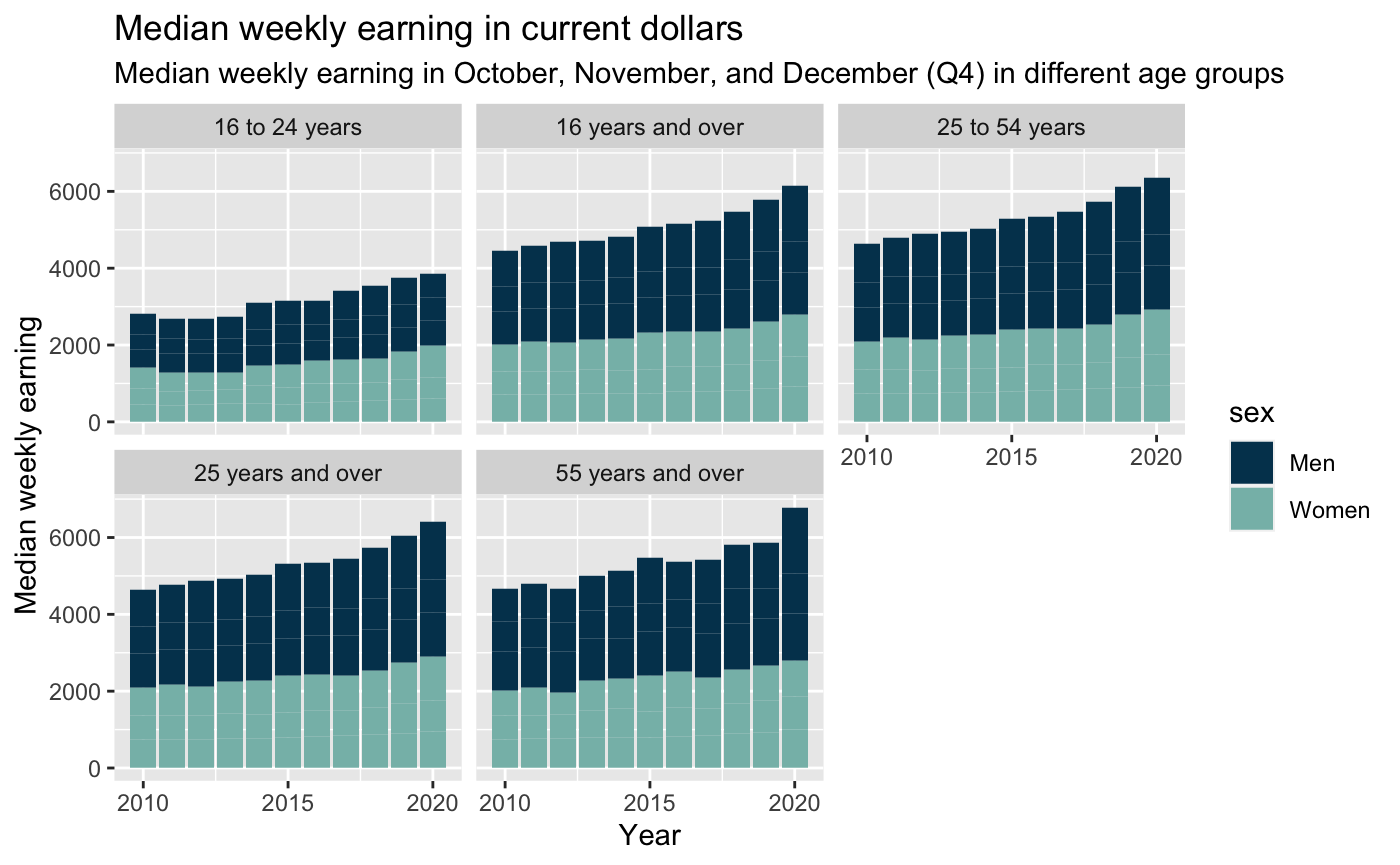 Median weekly earning in current dollars
Median weekly earning in October, November, and December (Q4) in different age groups
16 to 24 years
16 years and over
25 to 54 years
6000
4000
2000
0
2010
2015
2020
25 years and over
55 years and over
6000
4000
2000
0
2010
2015
2020
2010
2015
2020
Year
Median weekly earning
sex
Men
Women